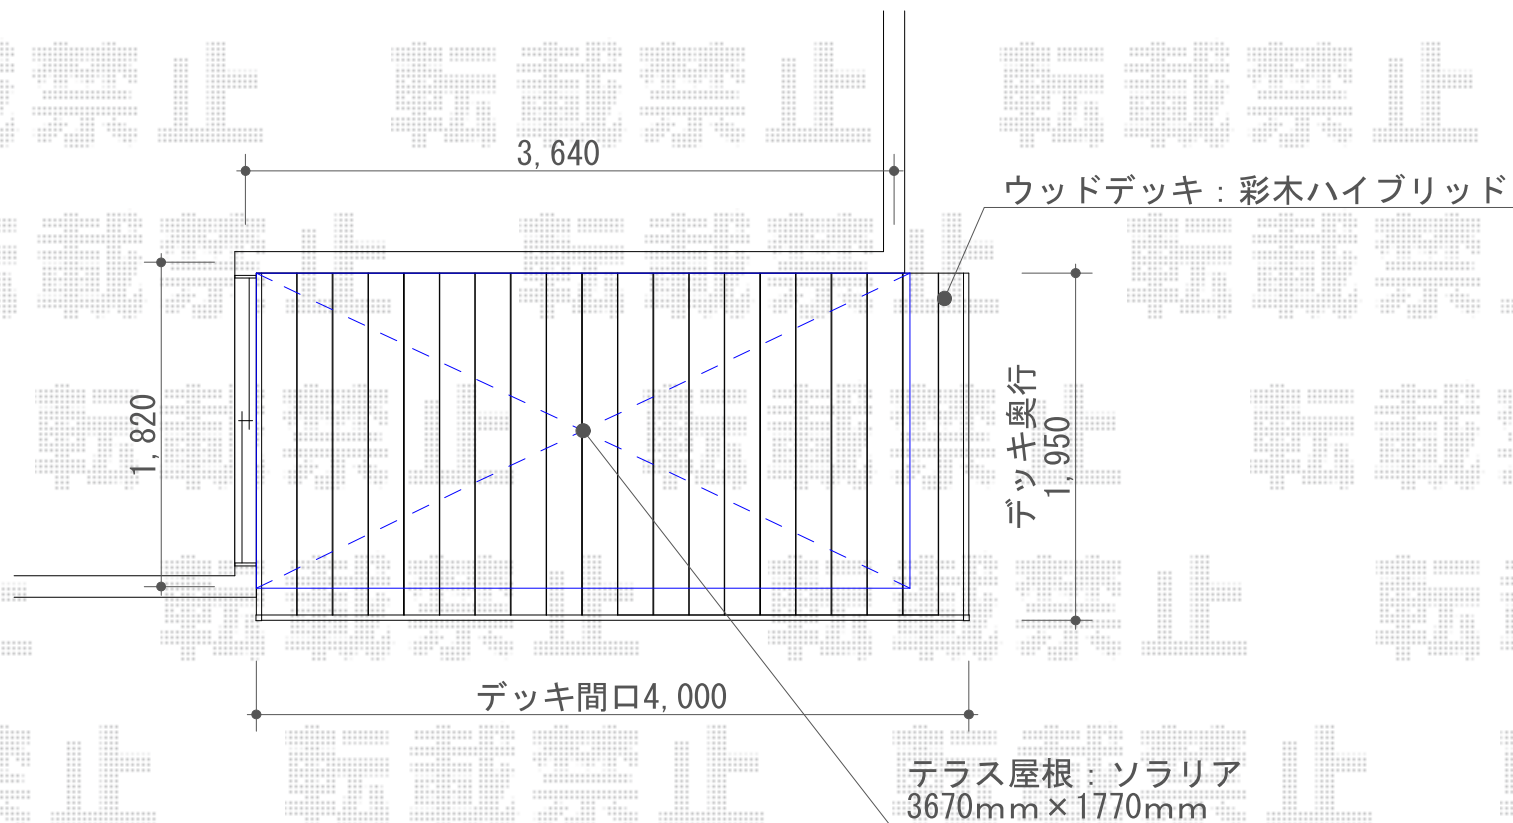 3,640
ウッドデッキ：彩木ハイブリッド
1,820
デッキ奥行
1,950
デッキ間口4,000
テラス屋根：ソラリア
3670mm×1770mm
転載禁止